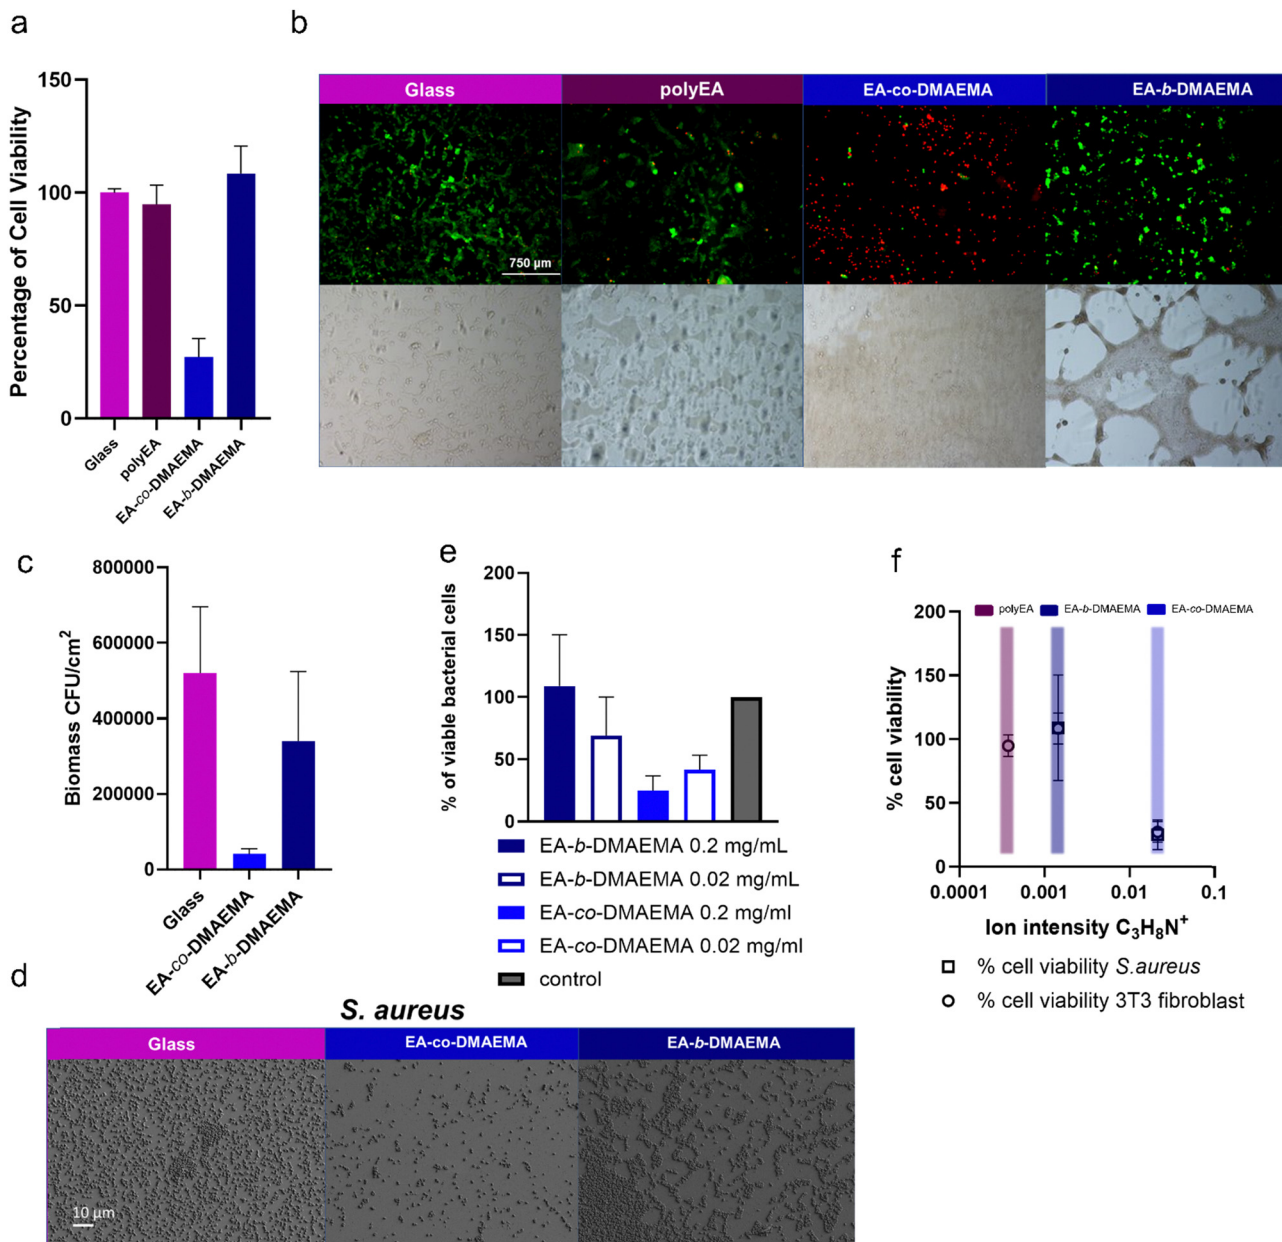 a
Percentage of Cell Viability
150
100
50
0
Glass
polyEA
EA-co-DMAEMA
EA-b-DMAEMA
b
Glass
polyEA
EA-co-DMAEMA
EA-b-DMAEMA
750 µm
c
Biomass CFU/cm²
800000
600000
400000
200000
0
Glass
EA-co-DMAEMA
EA-b-DMAEMA
e
% of viable bacterial cells
200
150
100
50
0
EA-b-DMAEMA 0.2 mg/mL
EA-b-DMAEMA 0.02 mg/mL
EA-co-DMAEMA 0.2 mg/ml
EA-co-DMAEMA 0.02 mg/ml
control
f
polyEA EA-b-DMAEMA EA-co-DMAEMA
% cell viability
200
150
100
50
0
0.0001 0.001 0.01 0.1
Ion intensity C₃H₈N⁺
% cell viability S.aureus
% cell viability 3T3 fibroblast
d
S. aureus
Glass
EA-co-DMAEMA
EA-b-DMAEMA
10 µm